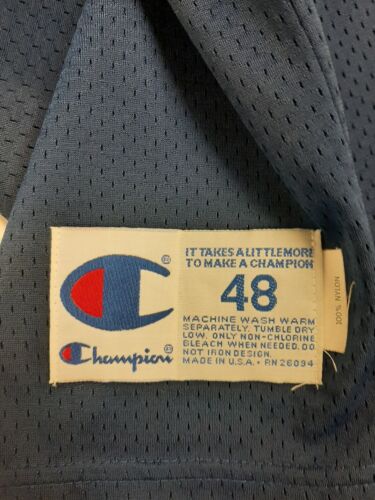 IT TAKES A LITTLE MORE
TO MAKE A CHAMPION
48
MACHINE WASH WARM
SEPARATELY. TUMBLE DRY
LOW, ONLY NON-CHLORINE
BLEACH WHEN NEEDED. DO
NOT IRON DESIGN.
MADE IN U.S.A. • RN 26094
Champion
100% NYLON